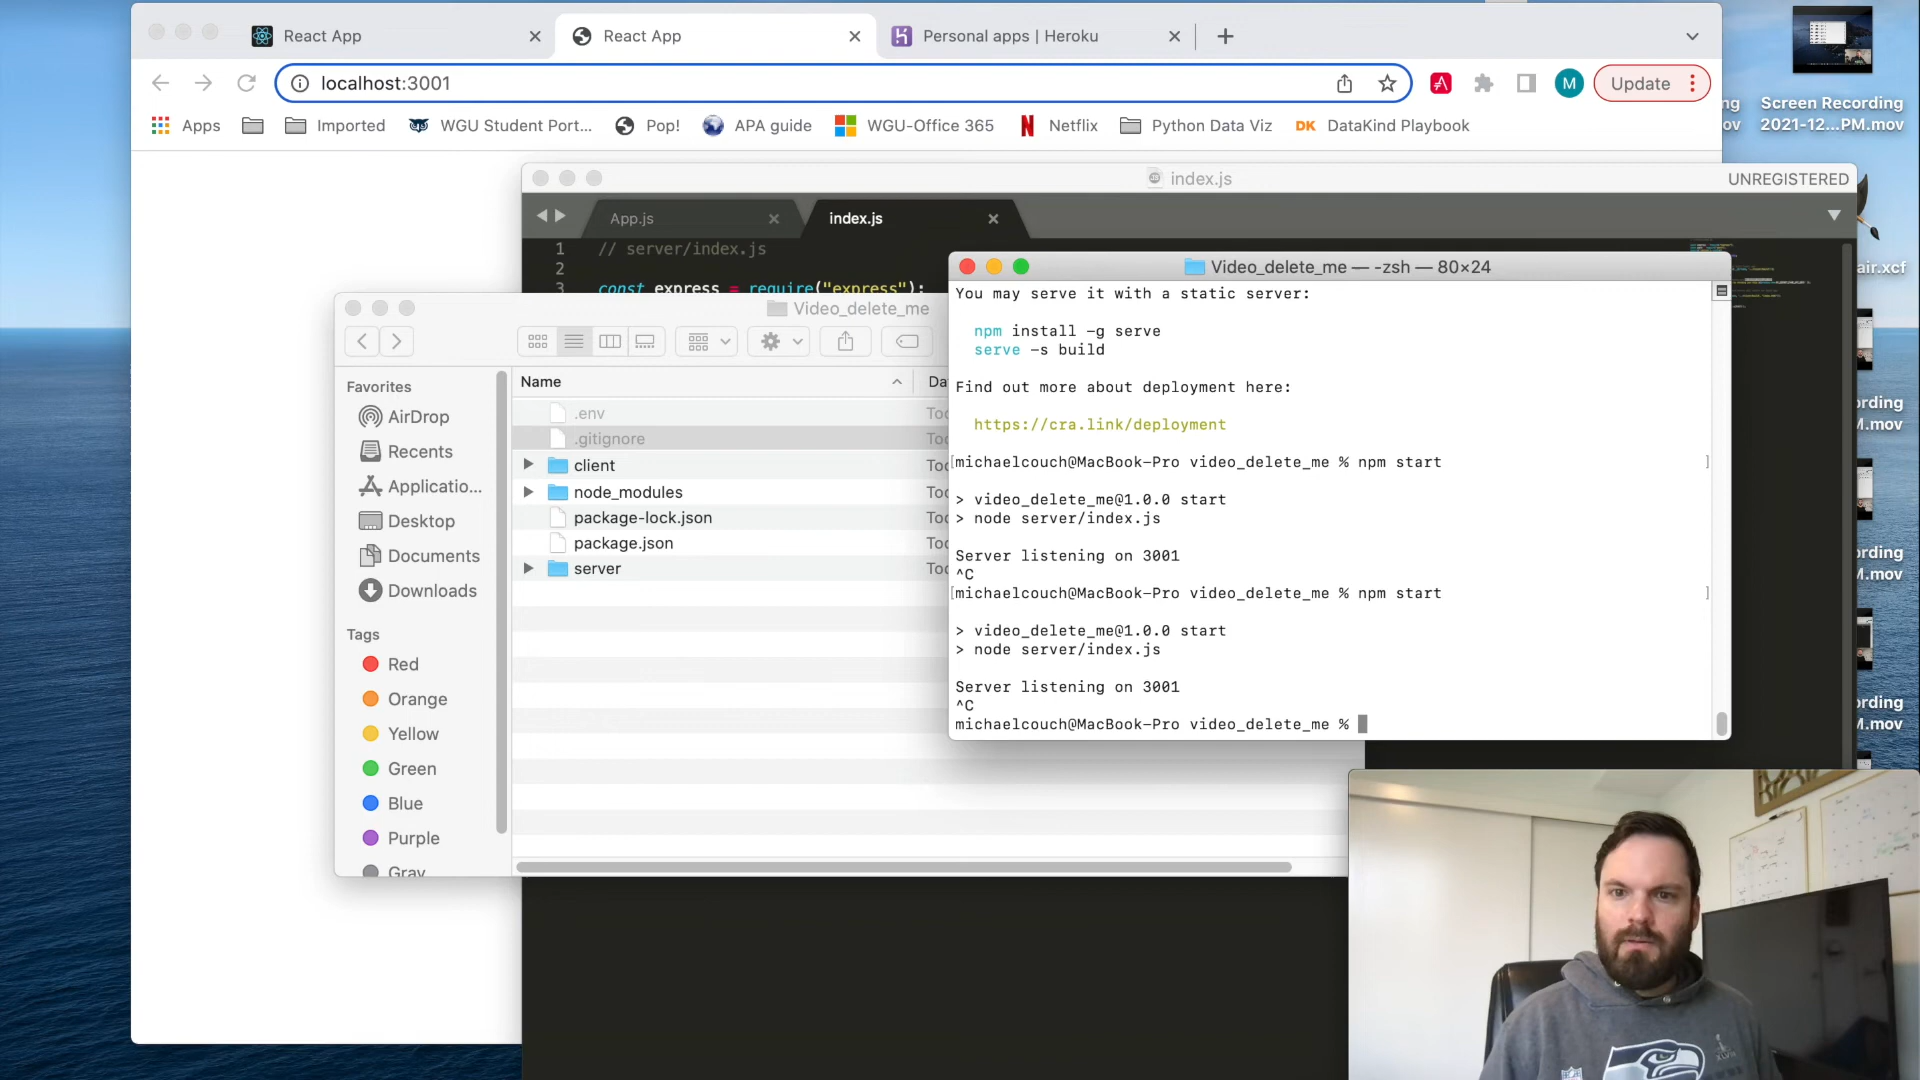 React App
React App
Personal apps | Heroku
localhost:3001
M
Update
Apps
Imported
WGU Student Port...
Pop!
APA guide
WGU-Office 365
Netflix
Python Data Viz
DK DataKind Playbook
Screen Recording
2021-12...PM.mov
index.js
UNREGISTERED
App.js
index.js
1 // server/index.js
2
3 const express = require("express");
Video_delete_me
Name
Favorites
AirDrop
Recents
Applicatio...
Desktop
Documents
Downloads
Tags
Red
Orange
Yellow
Green
Blue
Purple
Gray
.env
.gitignore
client
node_modules
package-lock.json
package.json
server
Video_delete_me — -zsh — 80×24
You may serve it with a static server:
npm install -g serve
serve -s build
Find out more about deployment here:
https://cra.link/deployment
[michaelcouch@MacBook-Pro video_delete_me % npm start ]
> video_delete_me@1.0.0 start
> node server/index.js
Server listening on 3001
^C
[michaelcouch@MacBook-Pro video_delete_me % npm start ]
> video_delete_me@1.0.0 start
> node server/index.js
Server listening on 3001
^C
michaelcouch@MacBook-Pro video_delete_me %